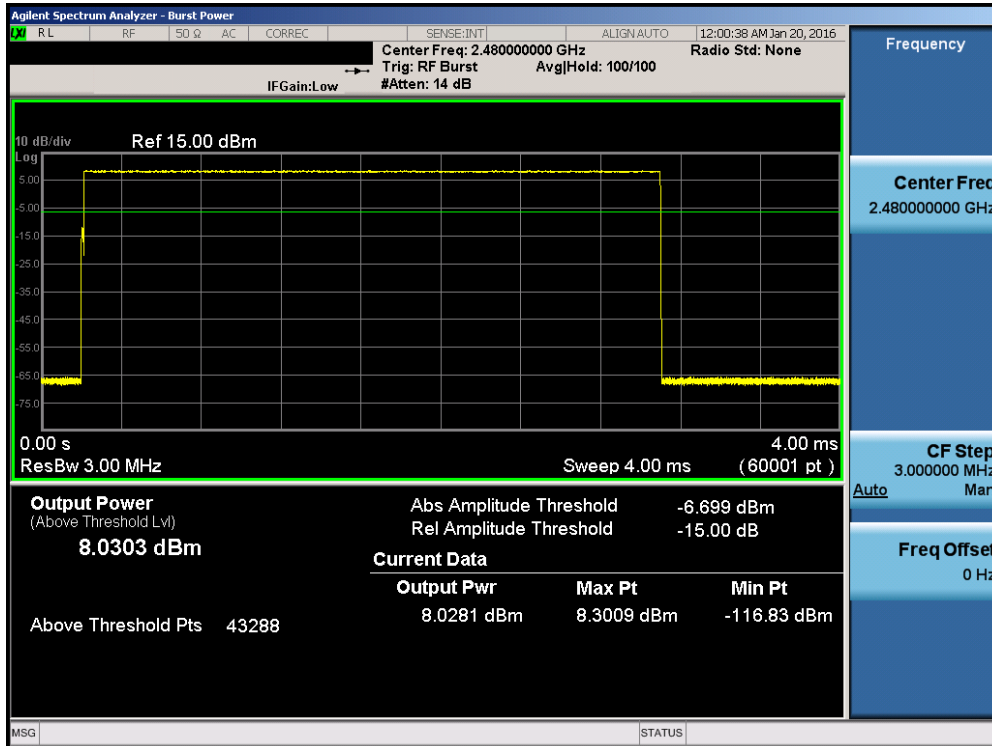 Agilent Spectrum Analyzer - Burst Power
LXI RL RF 50 Ω AC CORREC SENSE:INT ALIGN AUTO 12:00:38 AM Jan 20, 2016
Center Freq: 2.480000000 GHz Radio Std: None
Trig: RF Burst Avg|Hold: 100/100
IFGain:Low #Atten: 14 dB
10 dB/div Ref 15.00 dBm
Log
5.00
-5.00
-15.0
-25.0
-35.0
-45.0
-55.0
-65.0
-75.0
0.00 s 4.00 ms
ResBw 3.00 MHz Sweep 4.00 ms (60001 pt)
Output Power
(Above Threshold Lvl)
8.0303 dBm
Above Threshold Pts 43288
Abs Amplitude Threshold -6.699 dBm
Rel Amplitude Threshold -15.00 dB
Current Data
Output Pwr Max Pt Min Pt
8.0281 dBm 8.3009 dBm -116.83 dBm
Frequency
Center Freq
2.480000000 GHz
CF Step
3.000000 MHz
Auto Man
Freq Offset
0 Hz
MSG STATUS